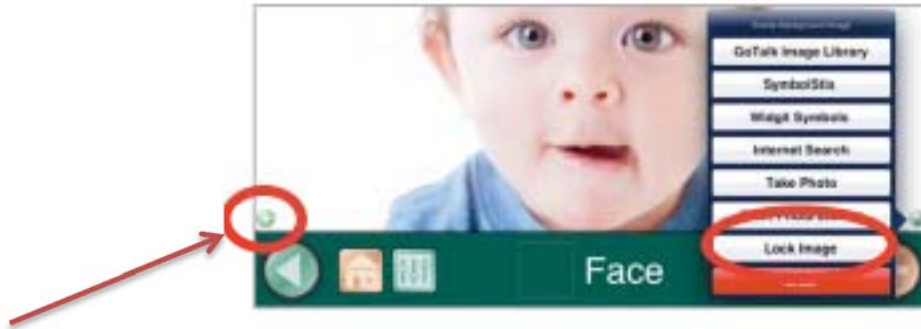 GoTalk Image Library
SymbolStix
Widgit Symbols
Internet Search
Take Photo
Lock Image
Face